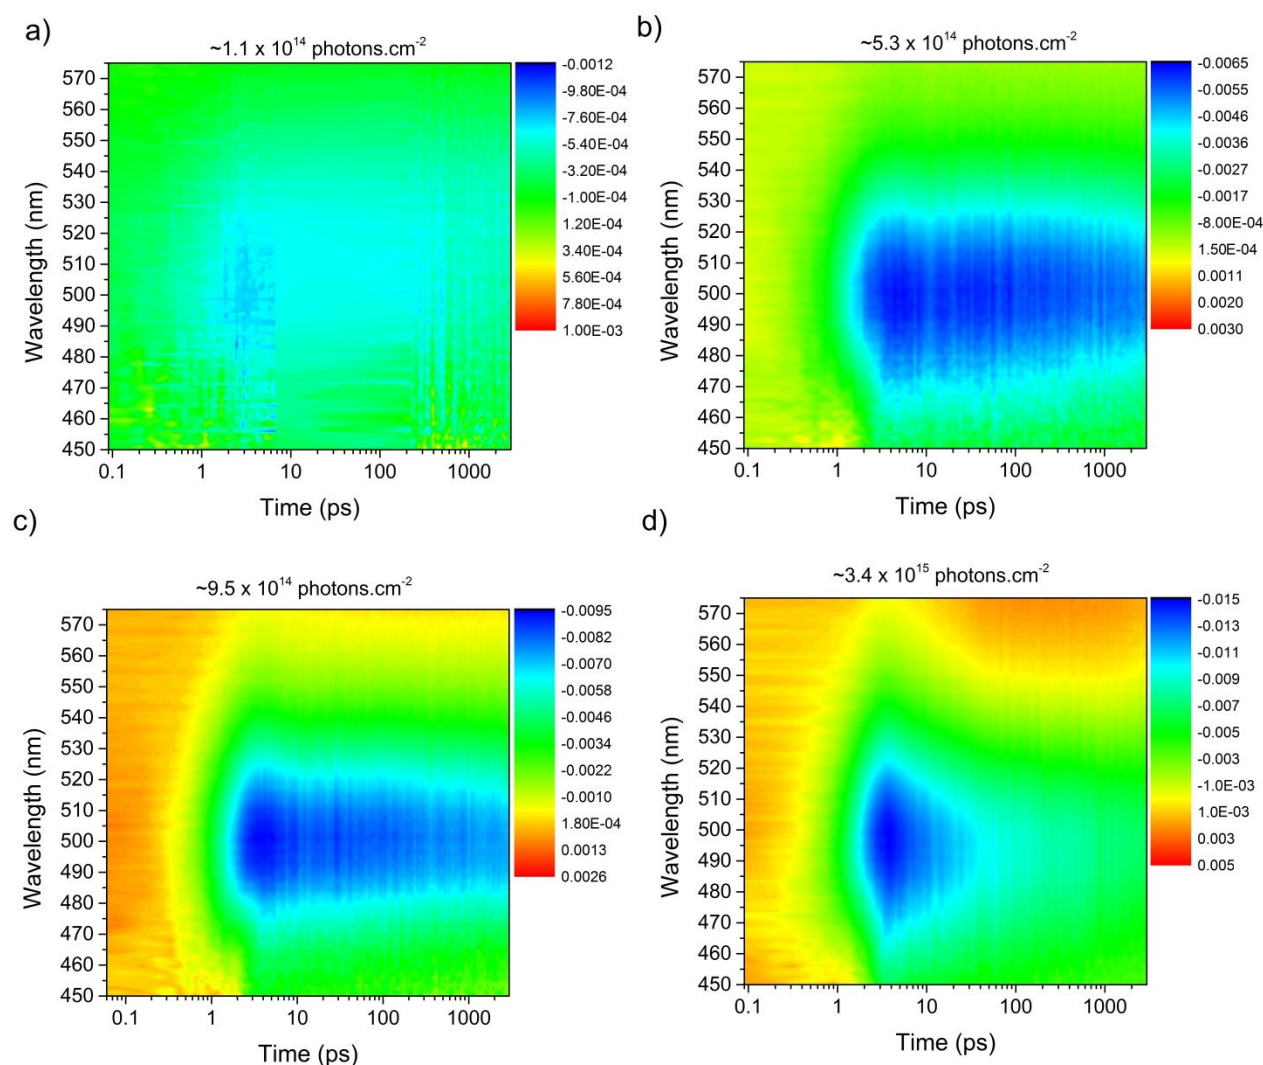 a)
~1.1 x 10¹⁴ photons.cm⁻²
Wavelength (nm)
570
560
550
540
530
520
510
500
490
480
470
460
450
0.1 1 10 100 1000
Time (ps)
-0.0012
-9.80E-04
-7.60E-04
-5.40E-04
-3.20E-04
-1.00E-04
1.20E-04
3.40E-04
5.60E-04
7.80E-04
1.00E-03
b)
~5.3 x 10¹⁴ photons.cm⁻²
Wavelength (nm)
570
560
550
540
530
520
510
500
490
480
470
460
450
0.1 1 10 100 1000
Time (ps)
-0.0065
-0.0055
-0.0046
-0.0036
-0.0027
-0.0017
-8.00E-04
1.50E-04
0.0011
0.0020
0.0030
c)
~9.5 x 10¹⁴ photons.cm⁻²
Wavelength (nm)
570
560
550
540
530
520
510
500
490
480
470
460
450
0.1 1 10 100 1000
Time (ps)
-0.0095
-0.0082
-0.0070
-0.0058
-0.0046
-0.0034
-0.0022
-0.0010
1.80E-04
0.0013
0.0026
d)
~3.4 x 10¹⁵ photons.cm⁻²
Wavelength (nm)
570
560
550
540
530
520
510
500
490
480
470
460
450
0.1 1 10 100 1000
Time (ps)
-0.015
-0.013
-0.011
-0.009
-0.007
-0.005
-0.003
-1.0E-03
1.0E-03
0.003
0.005